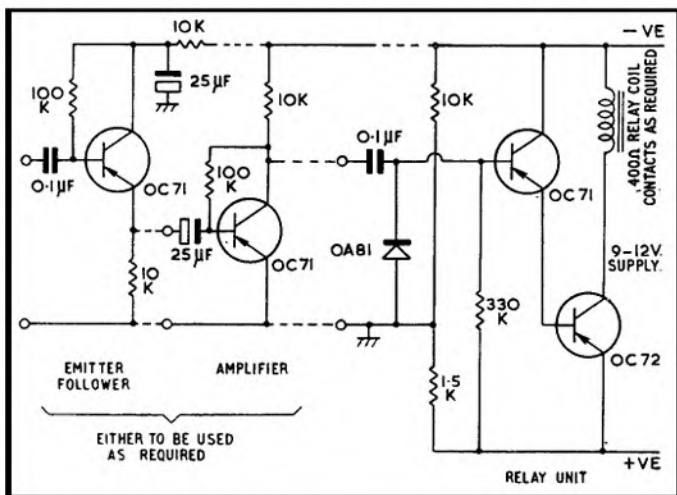 10K
-VE
100
K
25µF
10K
10K
400Ω RELAY COIL
CONTACTS AS REQUIRED
0·1µF
0·1µF
OC71
100
K
OC71
25µF
OC71
OA81
9-12V.
SUPPLY.
10
K
330
K
OC72
EMITTER
FOLLOWER
AMPLIFIER
1·5
K
+VE
EITHER TO BE USED
AS REQUIRED
RELAY UNIT